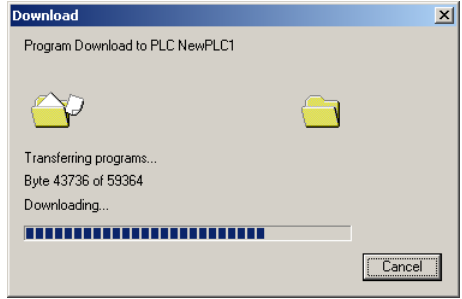 Download
Program Download to PLC NewPLC1
Transferring programs...
Byte 43736 of 59364
Downloading...
Cancel